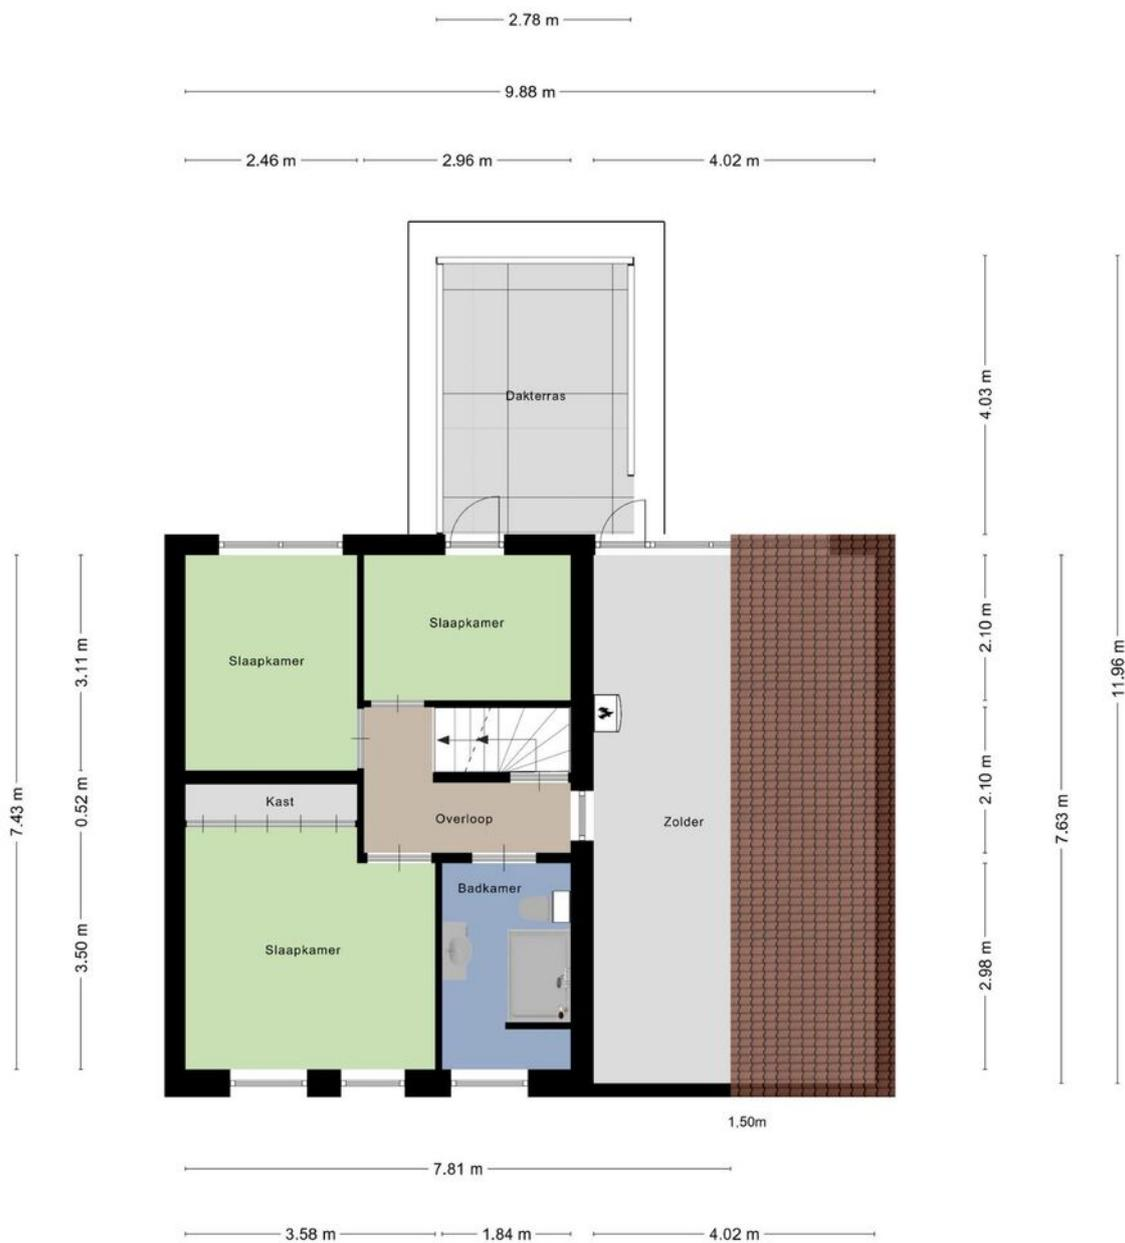 2.78 m
9.88 m
2.46 m
2.96 m
4.02 m
Dakterras
4.03 m
11.96 m
7.43 m
3.11 m
0.52 m
3.50 m
Slaapkamer
Slaapkamer
2.10 m
2.10 m
7.63 m
2.98 m
Kast
Overloop
Zolder
Badkamer
Slaapkamer
1,50m
7.81 m
3.58 m
1.84 m
4.02 m